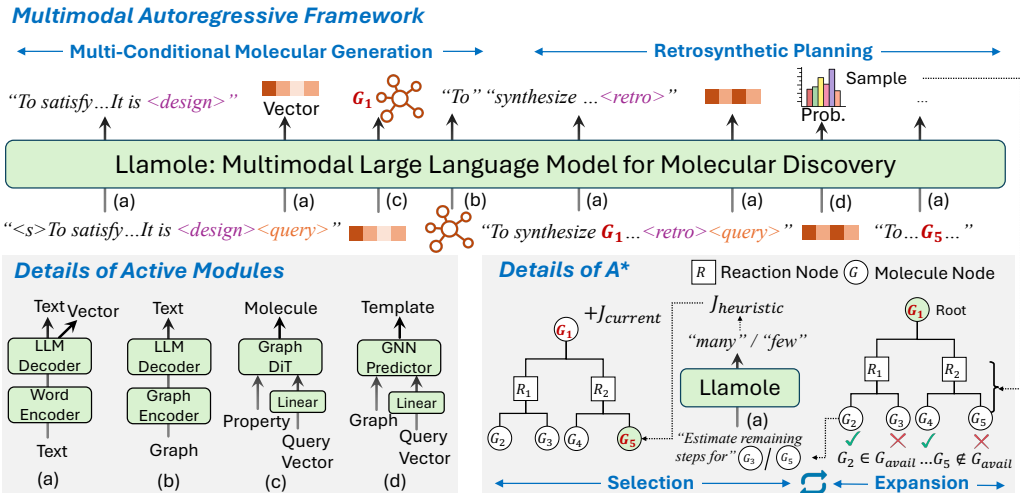 Multimodal Autoregressive Framework
Multi-Conditional Molecular Generation
Retrosynthetic Planning
“To satisfy…It is <design>”
Vector
G₁
“To” “synthesize …<retro>”
Prob.
Sample
...
Llamole: Multimodal Large Language Model for Molecular Discovery
(a) (a) (c) (b) (a) (a) (d) (a)
“<s>To satisfy…It is <design><query>”
“To synthesize G₁…<retro><query>”
“To…G₅…”
Details of Active Modules
Text Vector
LLM Decoder
Word Encoder
Text
(a)
Text
LLM Decoder
Graph Encoder
Graph
(b)
Molecule
Graph DiT
Linear
Property
Query Vector
(c)
Template
GNN Predictor
Linear
Graph
Query Vector
(d)
Details of A*
R Reaction Node G Molecule Node
G₁
+J_current
R₁ R₂
G₂ G₃ G₄ G₅
J_heuristic
“many” / “few”
Llamole
(a)
“Estimate remaining
steps for” G₃ / G₅
G₁ Root
R₁ R₂
G₂ G₃ G₄ G₅
✓ ✗ ✓ ✗
G₂ ∈ G_avail …G₅ ∉ G_avail
Selection
Expansion